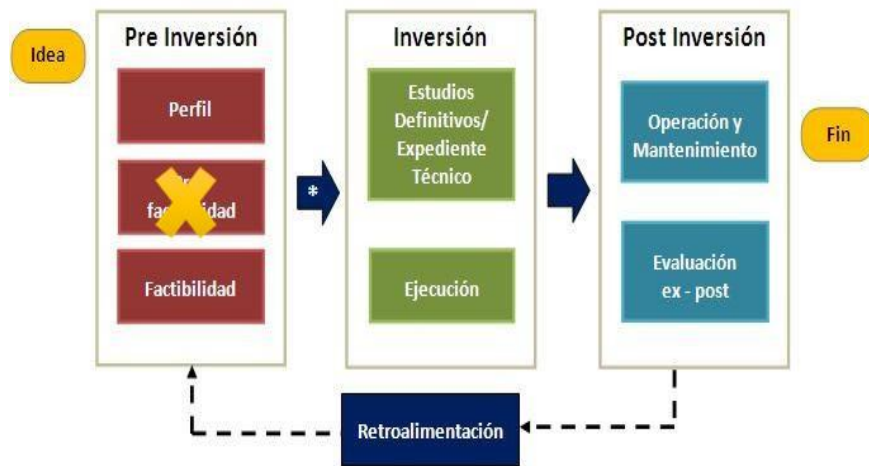 Idea
Pre Inversión
Perfil
Factibilidad
*
Inversión
Estudios
Definitivos/
Expediente
Técnico
Ejecución
Post Inversión
Operación y
Mantenimiento
Evaluación
ex - post
Fin
Retroalimentación